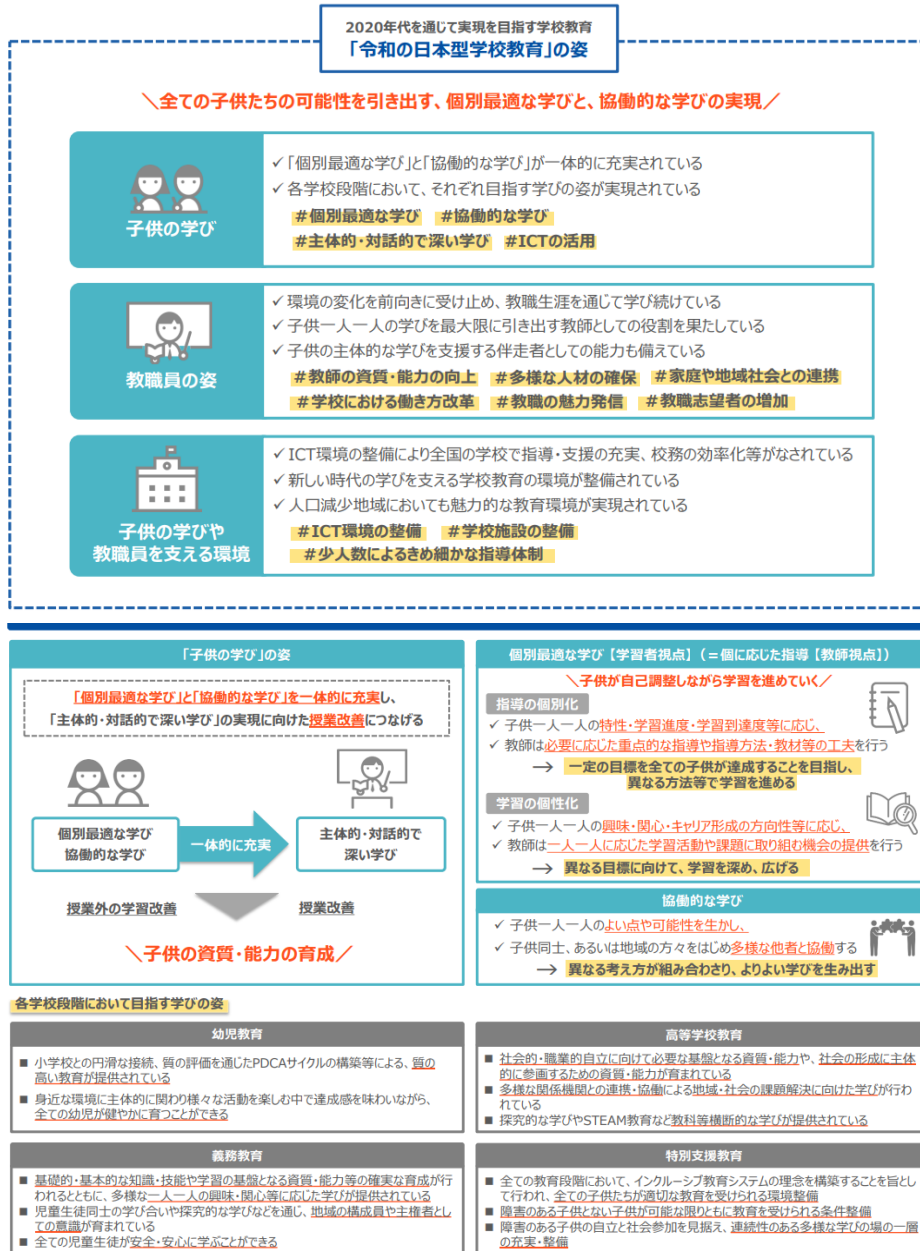 2020年代を通じて実現を目指す学校教育
「令和の日本型学校教育」の姿
＼全ての子供たちの可能性を引き出す、個別最適な学びと、協働的な学びの実現／
子供の学び
✓「個別最適な学び」と「協働的な学び」が一体的に充実されている
✓各学校段階において、それぞれ目指す学びの姿が実現されている
＃個別最適な学び ＃協働的な学び
＃主体的・対話的で深い学び ＃ICTの活用
教職員の姿
✓環境の変化を前向きに受け止め、教職生涯を通じて学び続けている
✓子供一人一人の学びを最大限に引き出す教師としての役割を果たしている
✓子供の主体的な学びを支援する伴走者としての能力も備えている
＃教師の資質・能力の向上 ＃多様な人材の確保 ＃家庭や地域社会との連携
＃学校における働き方改革 ＃教職の魅力発信 ＃教職志望者の増加
子供の学びや
教職員を支える環境
✓ICT環境の整備により全国の学校で指導・支援の充実、校務の効率化等がなされている
✓新しい時代の学びを支える学校教育の環境が整備されている
✓人口減少地域においても魅力的な教育環境が実現されている
＃ICT環境の整備 ＃学校施設の整備
＃少人数によるきめ細かな指導体制
「子供の学び」の姿
「個別最適な学び」と「協働的な学び」を一体的に充実し、
「主体的・対話的で深い学び」の実現に向けた授業改善につなげる
個別最適な学び
協働的な学び
一体的に充実
主体的・対話的で
深い学び
授業外の学習改善
授業改善
＼子供の資質・能力の育成／
個別最適な学び【学習者視点】（＝個に応じた指導【教師視点】）
＼子供が自己調整しながら学習を進めていく／
指導の個別化
✓ 子供一人一人の特性・学習進度・学習到達度等に応じ、
✓ 教師は必要に応じた重点的な指導や指導方法・教材等の工夫を行う
→ 一定の目標を全ての子供が達成することを目指し、
異なる方法等で学習を進める
学習の個性化
✓ 子供一人一人の興味・関心・キャリア形成の方向性等に応じ、
✓ 教師は一人一人に応じた学習活動や課題に取り組む機会の提供を行う
→ 異なる目標に向けて、学習を深め、広げる
協働的な学び
✓ 子供一人一人のよい点や可能性を生かし、
✓ 子供同士、あるいは地域の方々をはじめ多様な他者と協働する
→ 異なる考え方が組み合わさり、よりよい学びを生み出す
各学校段階において目指す学びの姿
幼児教育
■ 小学校との円滑な接続、質の評価を通じたPDCAサイクルの構築等による、質の
高い教育が提供されている
■ 身近な環境に主体的に関わり様々な活動を楽しむ中で達成感を味わいながら、
全ての幼児が健やかに育つことができる
高等学校教育
■ 社会的・職業的自立に向けて必要な基盤となる資質・能力や、社会の形成に主体
的に参画するための資質・能力が育まれている
■ 多様な関係機関との連携・協働による地域・社会の課題解決に向けた学びが行わ
れている
■ 探究的な学びやSTEAM教育など教科等横断的な学びが提供されている
義務教育
■ 基礎的・基本的な知識・技能や学習の基盤となる資質・能力等の確実な育成が行
われるとともに、多様な一人一人の興味・関心等に応じた学びが提供されている
■ 児童生徒同士の学び合いや探究的な学びなどを通じ、地域の構成員や主権者とし
ての意識が育まれている
■ 全ての児童生徒が安全・安心に学ぶことができる
特別支援教育
■ 全ての教育段階において、インクルーシブ教育システムの理念を構築することを旨とし
て行われ、全ての子供たちが適切な教育を受けられる環境整備
■ 障害のある子供とない子供が可能な限りともに教育を受けられる条件整備
■ 障害のある子供の自立と社会参加を見据え、連続性のある多様な学びの場の一層
の充実・整備